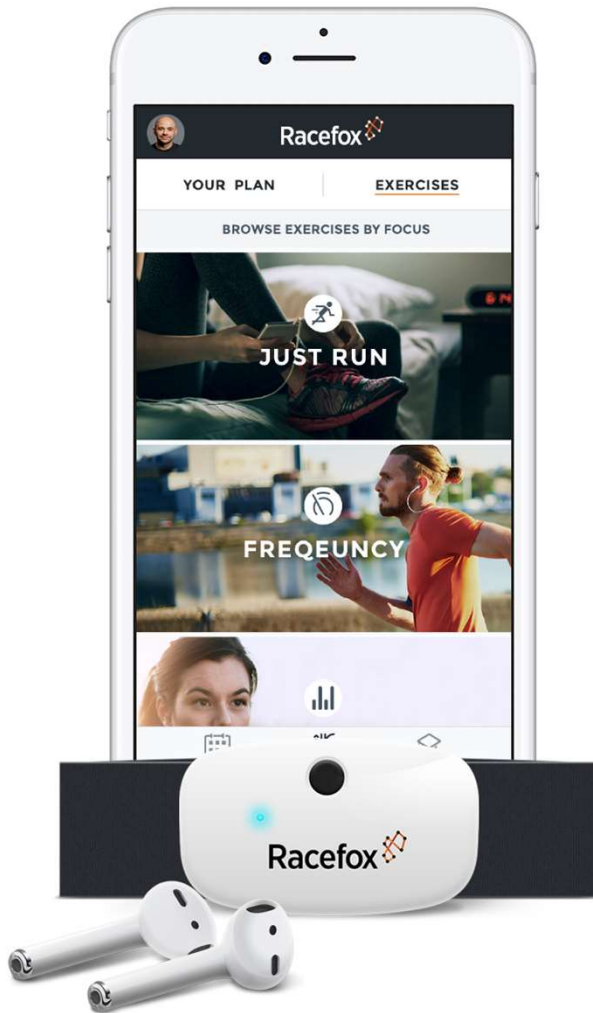 Racefox
YOUR PLAN
EXERCISES
BROWSE EXERCISES BY FOCUS
JUST RUN
FREQEUNCY
Racefox